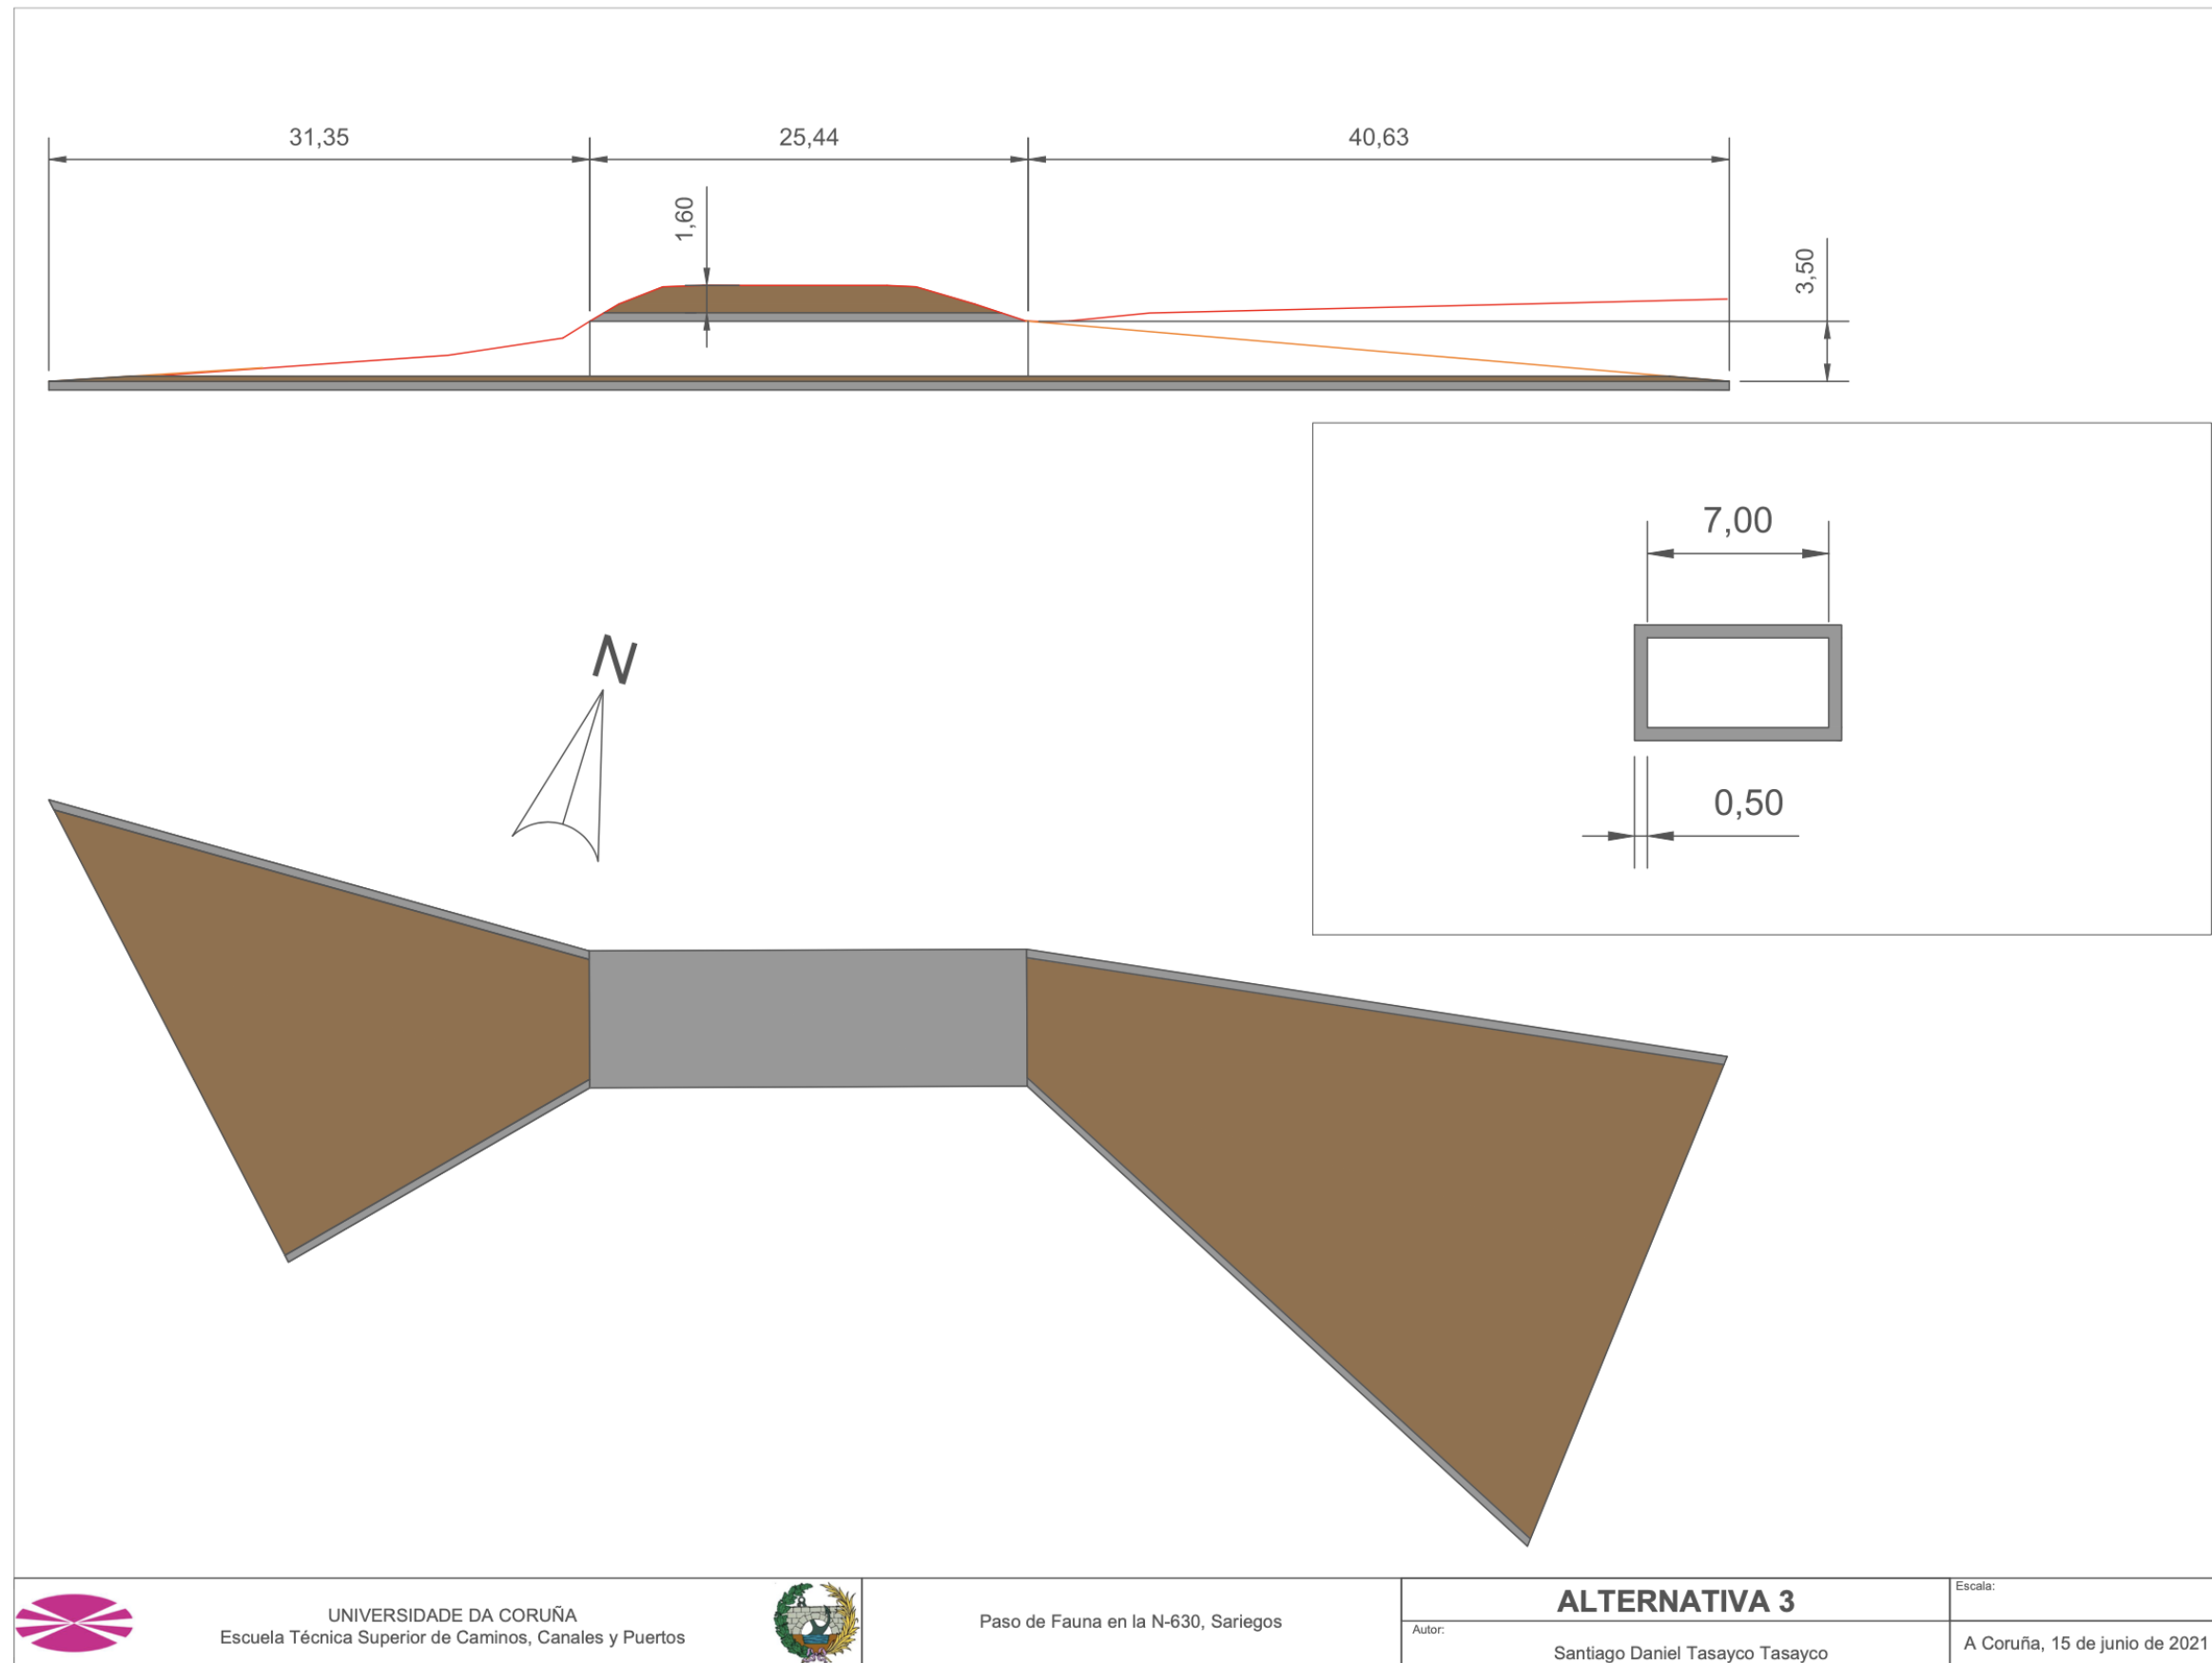 31,35
25,44
40,63
1,60
3,50
7,00
0,50
N
UNIVERSIDADE DA CORUÑA
Escuela Técnica Superior de Caminos, Canales y Puertos
Paso de Fauna en la N-630, Sariegos
ALTERNATIVA 3
Autor:
Santiago Daniel Tasayco Tasayco
Escala:
A Coruña, 15 de junio de 2021